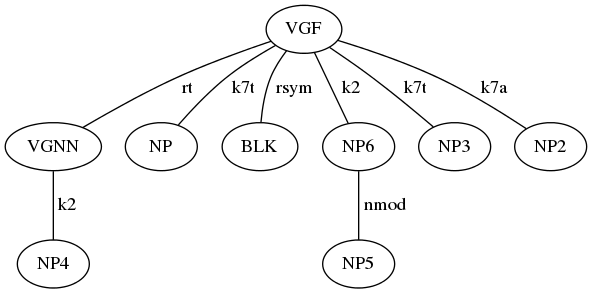 VGF
rt k7t rsym k2 k7t k7a
VGNN NP BLK NP6 NP3 NP2
k2 nmod
NP4 NP5